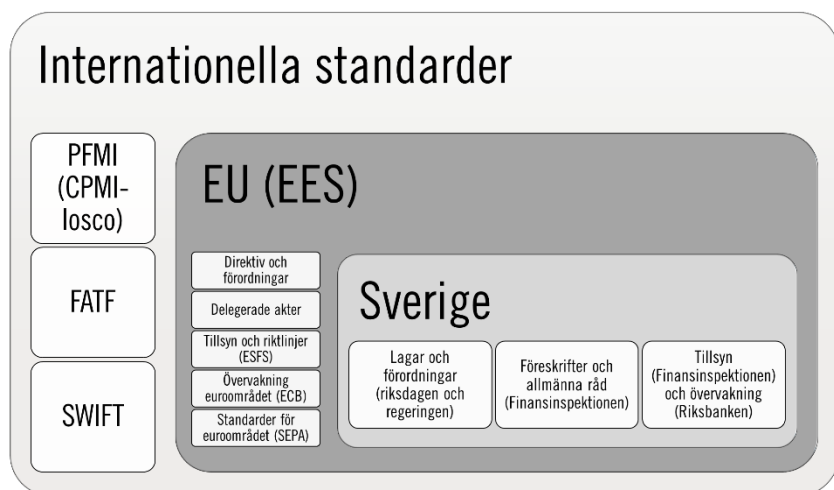 Internationella standarder
PFMI
(CPMI-
Iosco)
FATF
SWIFT
EU (EES)
Direktiv och
förordningar
Delegerade akter
Tillsyn och riktlinjer
(ESFS)
Övervakning
euroområdet (ECB)
Standarder för
euroområdet (SEPA)
Sverige
Lagar och
förordningar
(riksdagen och
regeringen)
Föreskrifter och
allmänna råd
(Finansinspektionen)
Tillsyn
(Finansinspektionen)
och övervakning
(Riksbanken)